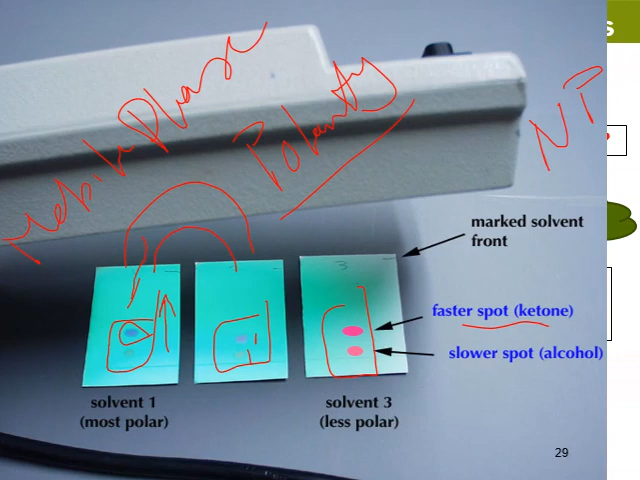 s
Mobile Phase
Polarity
NP
marked solvent
front
3
faster spot (ketone)
slower spot (alcohol)
solvent 1
(most polar)
solvent 3
(less polar)
29